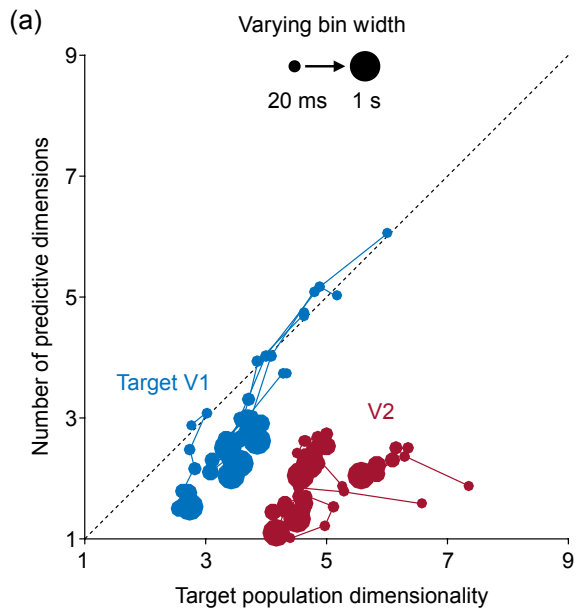 (a)
Varying bin width
20 ms
1 s
9
7
5
3
1
Number of predictive dimensions
Target V1
V2
1
3
5
7
9
Target population dimensionality